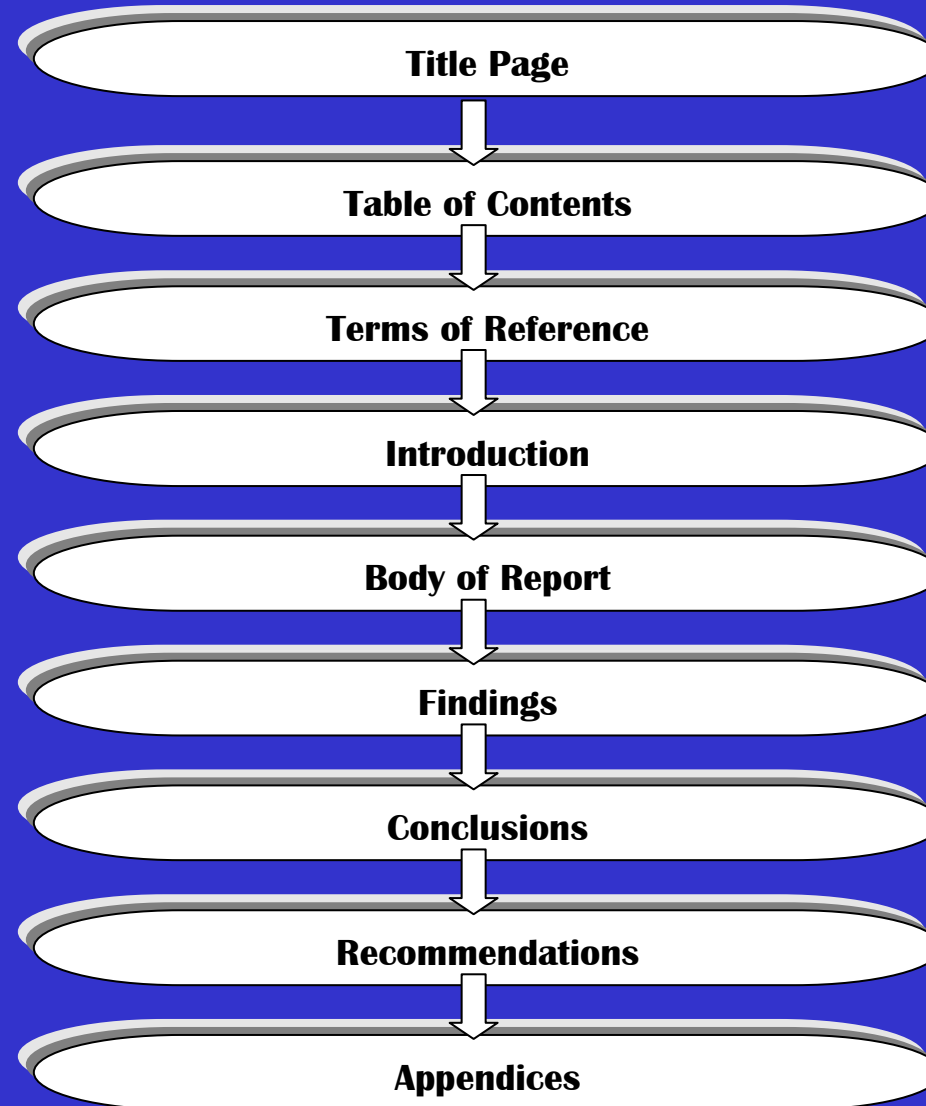 Title Page
Table of Contents
Terms of Reference
Introduction
Body of Report
Findings
Conclusions
Recommendations
Appendices